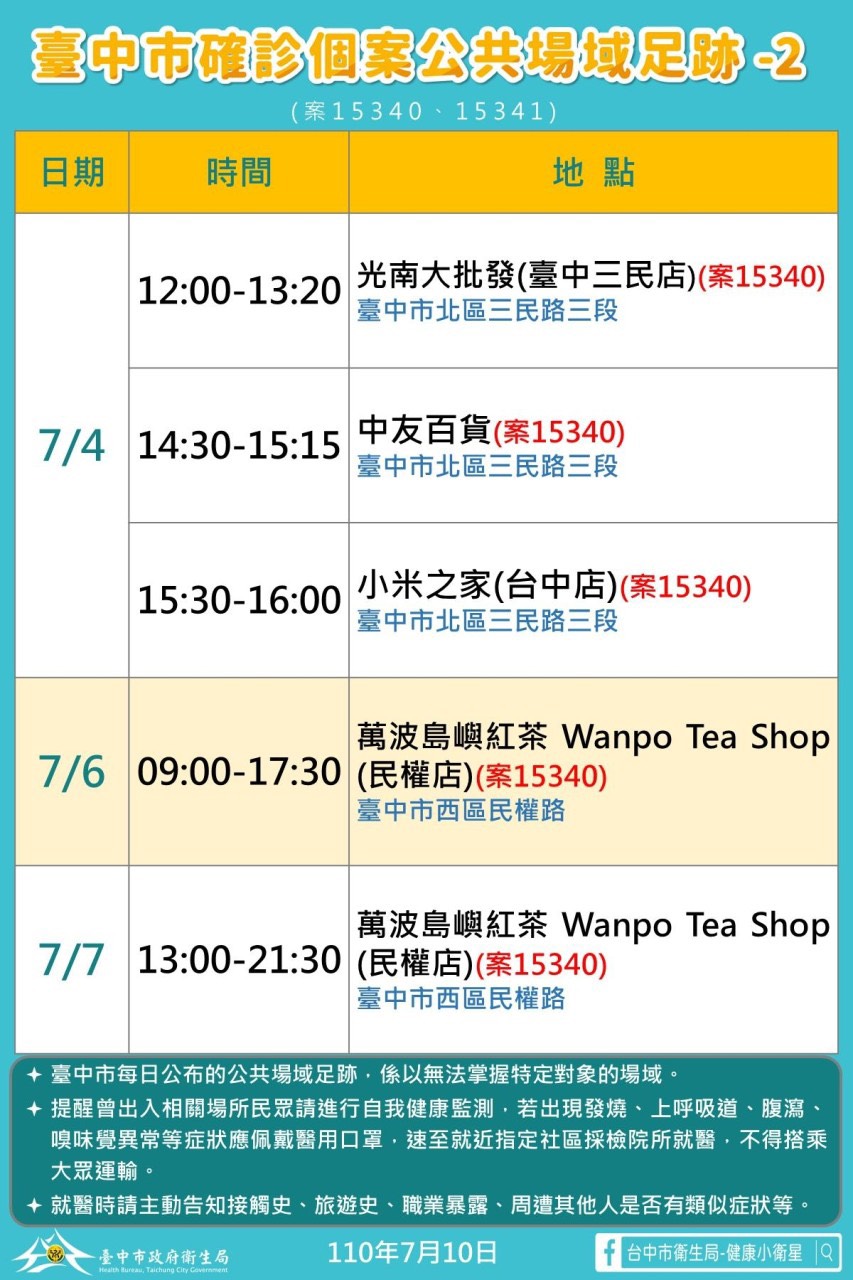 臺中市確診個案公共場域足跡-2
(案15340、15341)
日期 時間 地 點
7/4
12:00-13:20
光南大批發(臺中三民店)(案15340)
臺中市北區三民路三段
14:30-15:15
中友百貨(案15340)
臺中市北區三民路三段
15:30-16:00
小米之家(台中店)(案15340)
臺中市北區三民路三段
7/6
09:00-17:30
萬波島嶼紅茶 Wanpo Tea Shop
(民權店)(案15340)
臺中市西區民權路
7/7
13:00-21:30
萬波島嶼紅茶 Wanpo Tea Shop
(民權店)(案15340)
臺中市西區民權路
臺中市每日公布的公共場域足跡，係以無法掌握特定對象的場域。
提醒曾出入相關場所民眾請進行自我健康監測，若出現發燒、上呼吸道、腹瀉、
嗅味覺異常等症狀應佩戴醫用口罩，速至就近指定社區採檢院所就醫，不得搭乘
大眾運輸。
就醫時請主動告知接觸史、旅遊史、職業暴露、周遭其他人是否有類似症狀等。
臺中市政府衛生局
Health Bureau, Taichung City Government
110年7月10日
f 台中市衛生局-健康小衛星